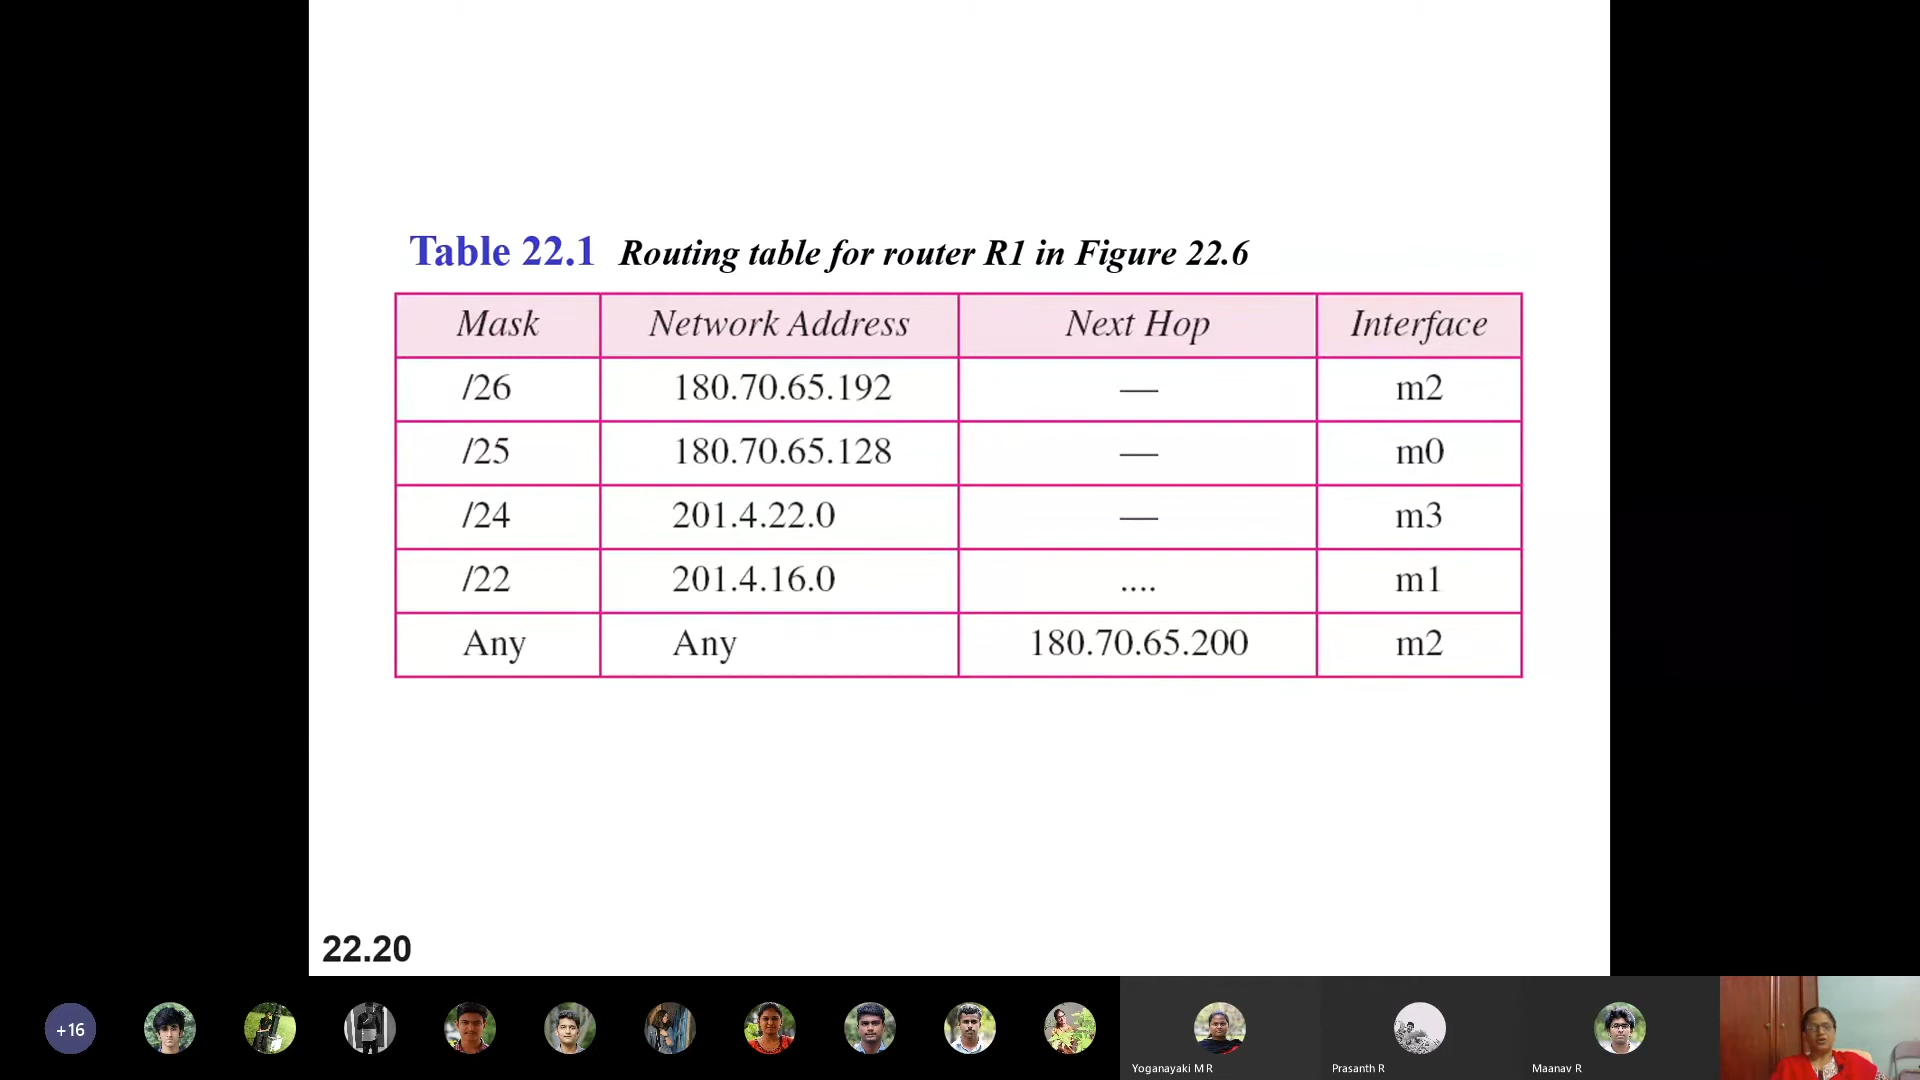 Table 22.1 Routing table for router R1 in Figure 22.6
Mask Network Address Next Hop Interface
/26 180.70.65.192 — m2
/25 180.70.65.128 — m0
/24 201.4.22.0 — m3
/22 201.4.16.0 .... m1
Any Any 180.70.65.200 m2
22.20
+16
Yoganayaki M R Prasanth R Maanav R